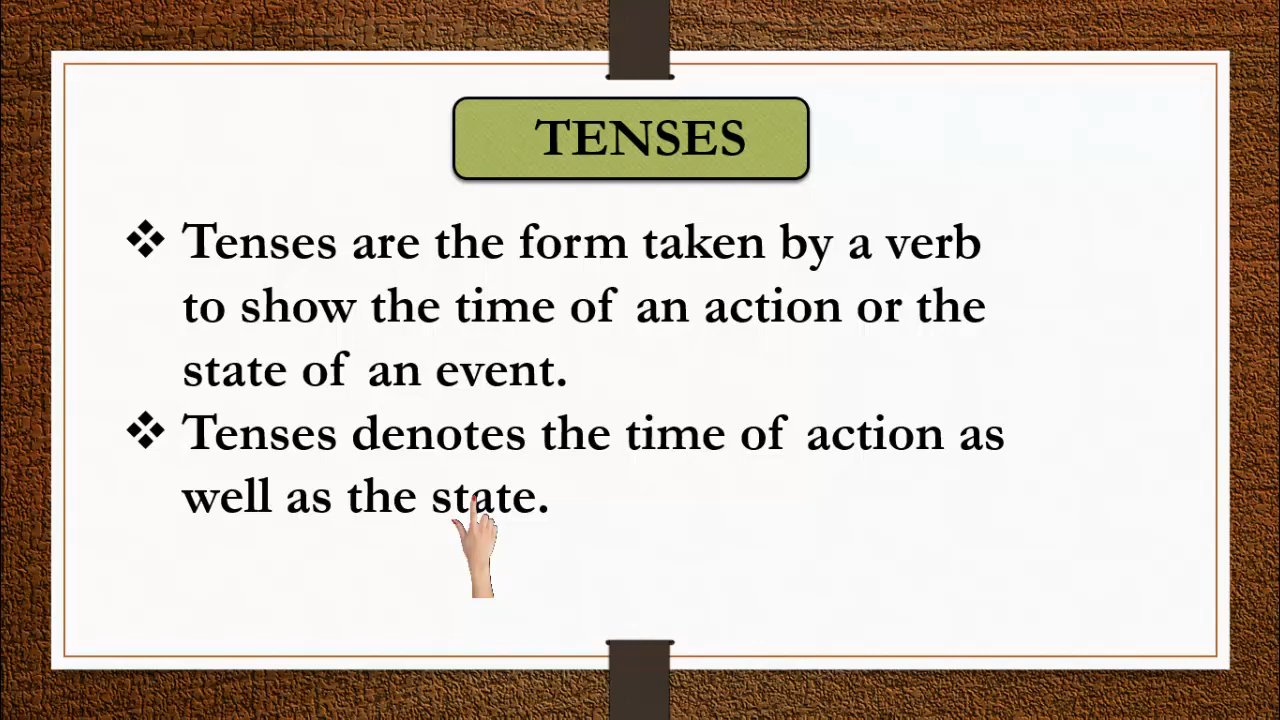 TENSES
❖ Tenses are the form taken by a verb
to show the time of an action or the
state of an event.
❖ Tenses denotes the time of action as
well as the state.